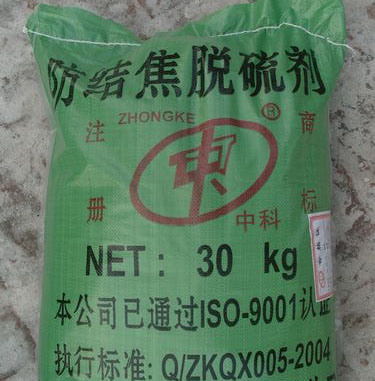 防结焦脱硫剂
ZHONGKE ®
注 商
册 标
中科
NET: 30 kg
本公司已通过ISO-9001认证
执行标准: Q/ZKQX005-2004